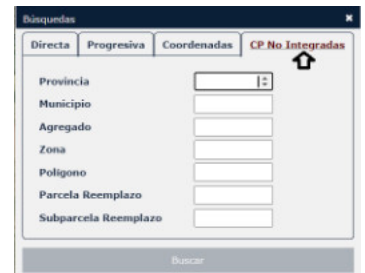 Búsquedas
Directa Progresiva Coordenadas CP No Integradas
Provincia
Municipio
Agregado
Zona
Polígono
Parcela Reemplazo
Subparcela Reemplazo
Buscar